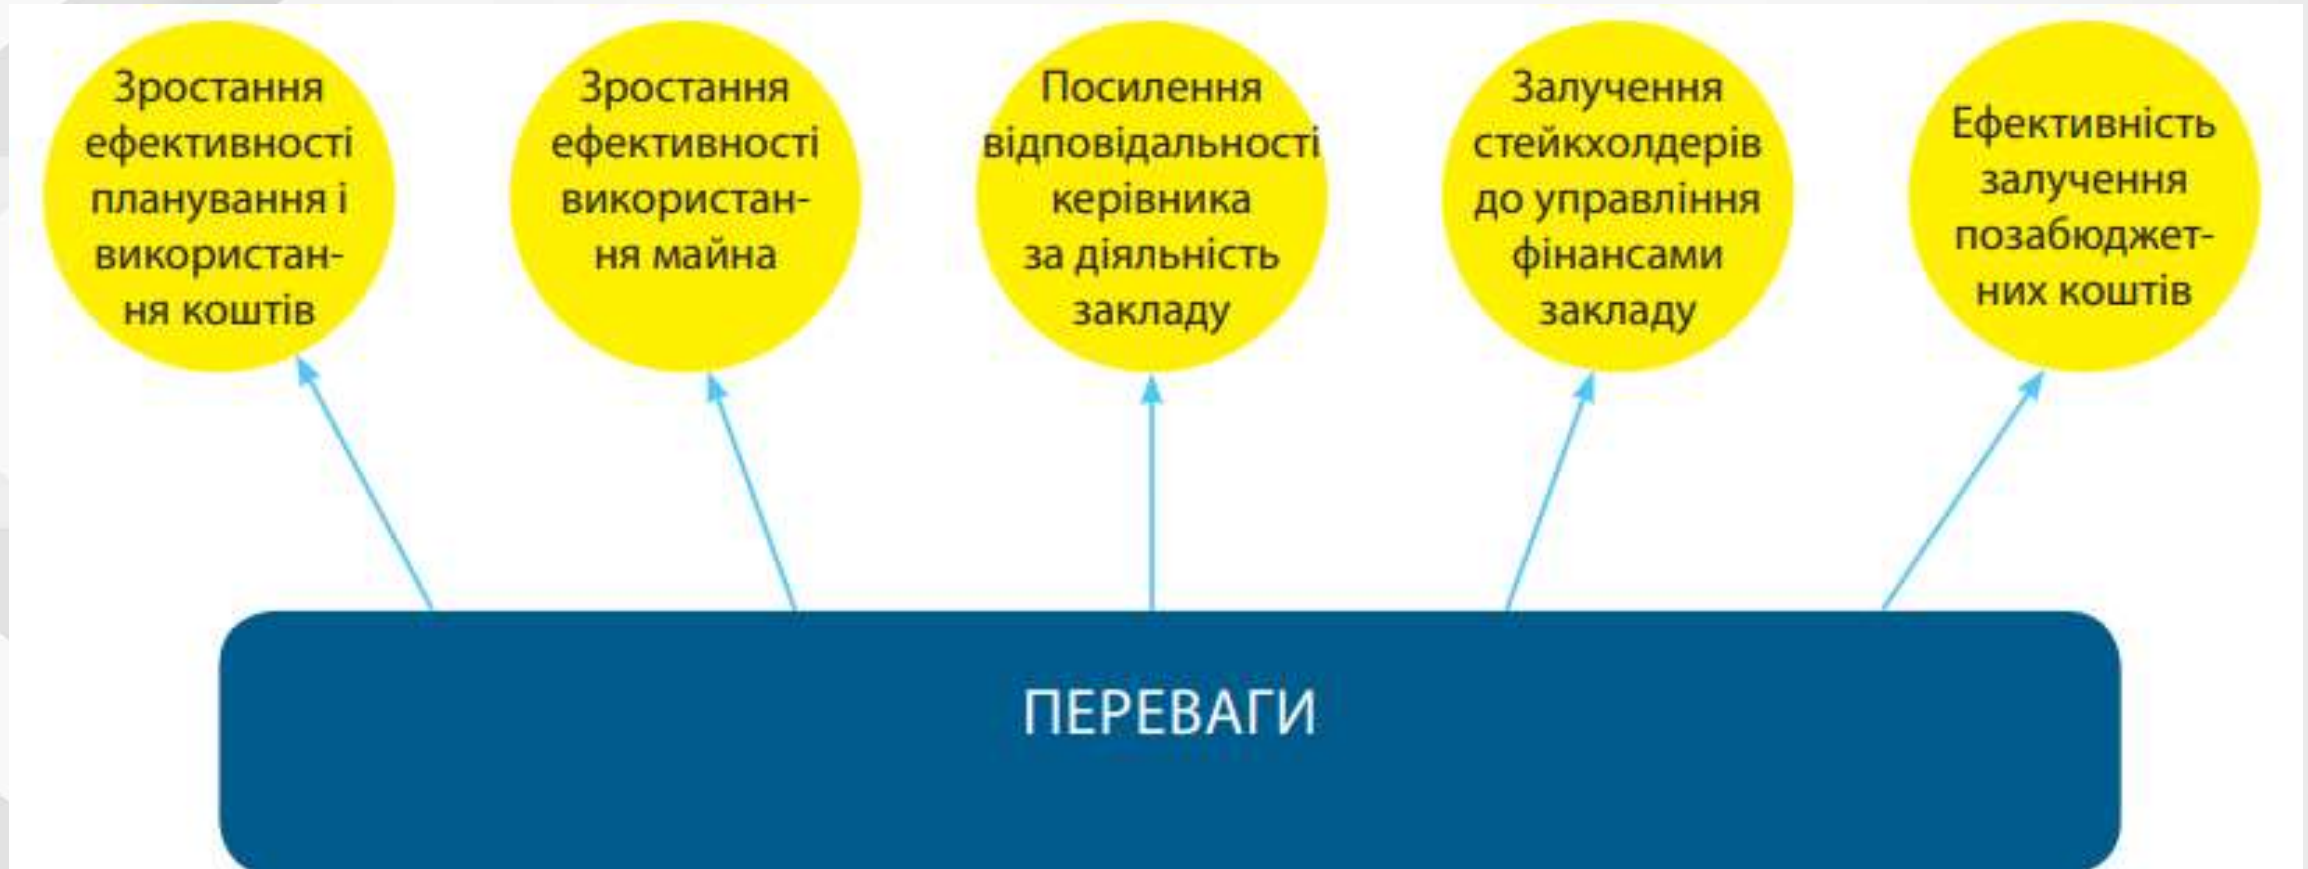 Зростання
ефективності
планування і
використан-
ня коштів
Зростання
ефективності
використан-
ня майна
Посилення
відповідальності
керівника
за діяльність
закладу
Залучення
стейкхолдерів
до управління
фінансами
закладу
Ефективність
залучення
позабюджет-
них коштів
ПЕРЕВАГИ